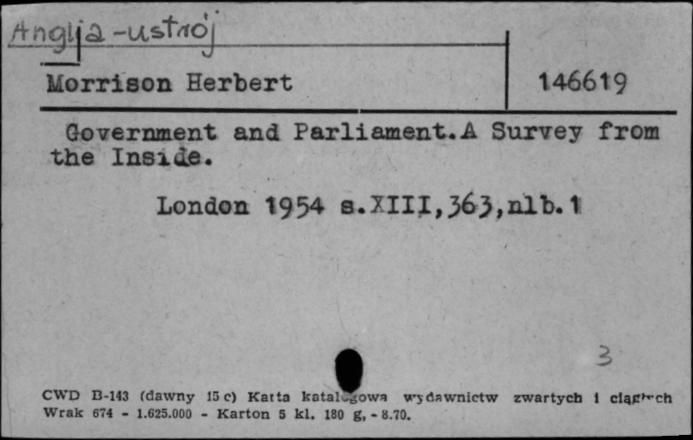 Anglja - ustrój
Morrison Herbert 146619
Government and Parliament.A Survey from
the Inside.
London 1954 s.XIII,363,nlb.1
3
CWD B-143 (dawny 15 c) Karta katalogowa wydawnictw zwartych i ciągłych
Wrak 674 - 1.625.000 - Karton 5 kl. 180 g, - 8.70.